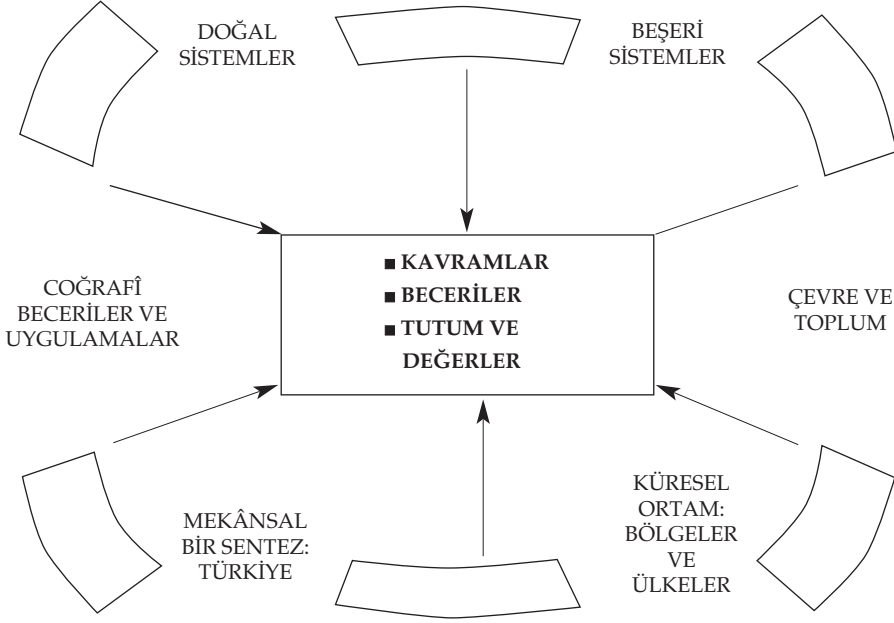 DOĞAL
SİSTEMLER
BEŞERİ
SİSTEMLER
COĞRAFÎ
BECERİLER VE
UYGULAMALAR
■ KAVRAMLAR
■ BECERİLER
■ TUTUM VE
DEĞERLER
ÇEVRE VE
TOPLUM
MEKÂNSAL
BİR SENTEZ:
TÜRKİYE
KÜRESEL
ORTAM:
BÖLGELER
VE
ÜLKELER